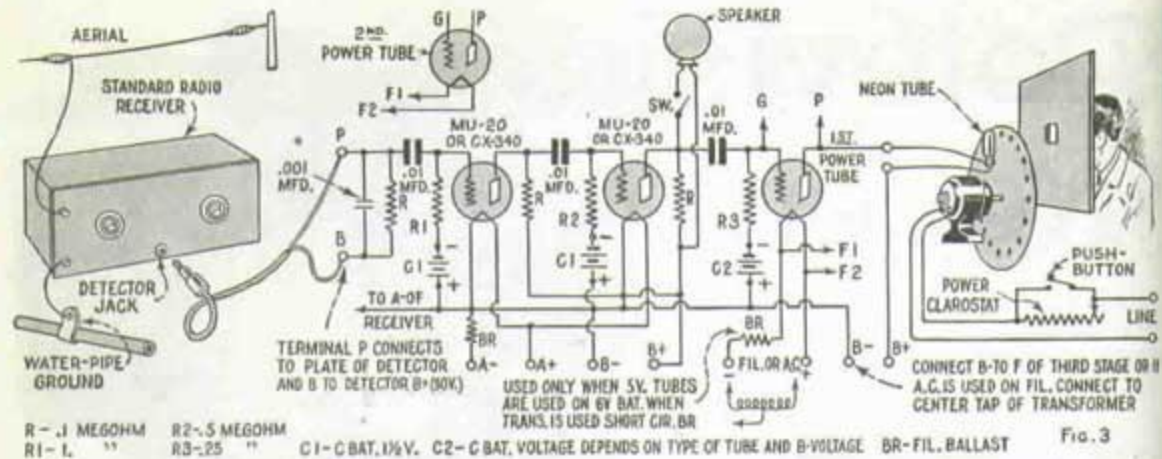 AERIAL
STANDARD RADIO
RECEIVER
DETECTOR
JACK
WATER-PIPE
GROUND
G P
2ND.
POWER TUBE
F1
F2
.001
MFD.
P
B
.01
MFD.
R
R1
C1
- 
+
MU-20
OR CX-340
.01
MFD.
R
R2
C1
-
+
MU-20
OR CX-340
SPEAKER
SW.
.01
MFD.
R
G
P
R3
C2
-
+
1ST.
POWER
TUBE
F1
F2
NEON TUBE
PUSH-
BUTTON
POWER
CLAROSTAT
LINE
TO A- OF
RECEIVER
BR
A-
A+
B-
B+
BR
FIL. OR A.C.
-
+
B-
B+
TERMINAL P CONNECTS
TO PLATE OF DETECTOR
AND B TO DETECTOR B+ (90V.)
USED ONLY WHEN 5V. TUBES
ARE USED ON 6V BAT. WHEN
TRANS. IS USED SHORT CIR. BR
CONNECT B- TO F OF THIRD STAGE OR
A.C. IS USED ON FIL. CONNECT TO
CENTER TAP OF TRANSFORMER
R - .1 MEGOHM R2-.5 MEGOHM
R1- 1. " R3-.25 "
C1- C BAT. 1½V. C2- C BAT. VOLTAGE DEPENDS ON TYPE OF TUBE AND B-VOLTAGE BR- FIL. BALLAST
FIG. 3